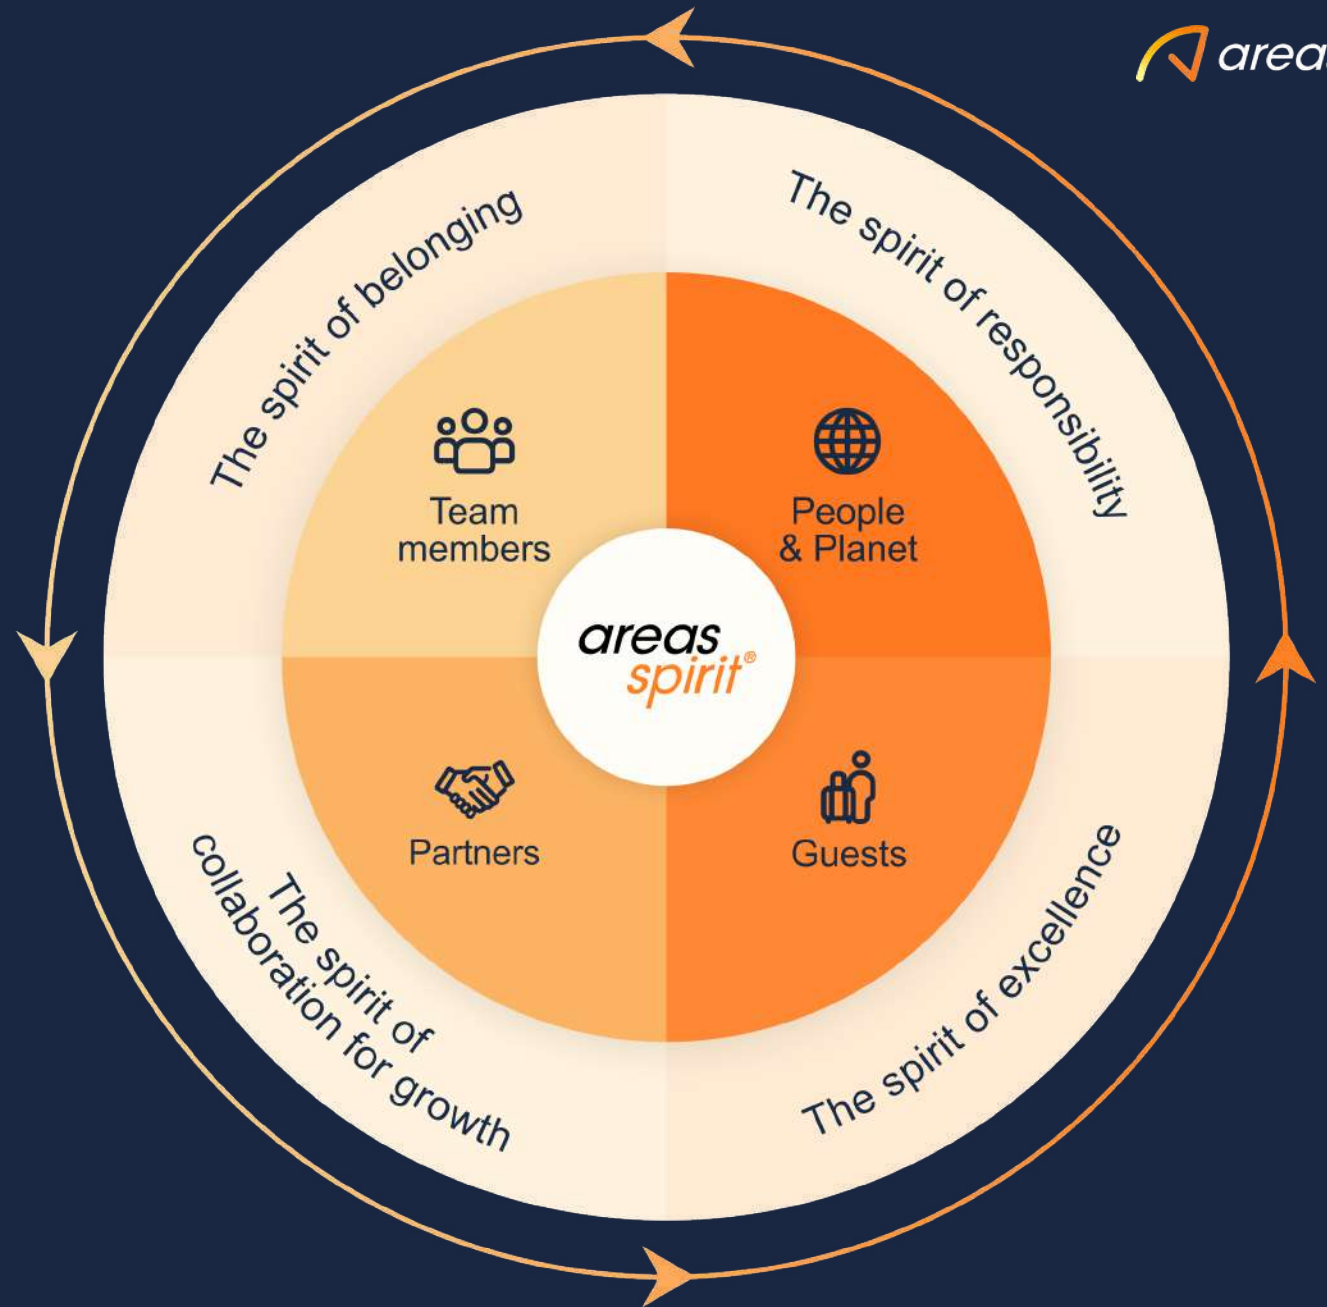 areas
The spirit of belonging
The spirit of responsibility
Team
members
People
& Planet
areas
spirit®
Partners
Guests
The spirit of
collaboration for growth
The spirit of excellence